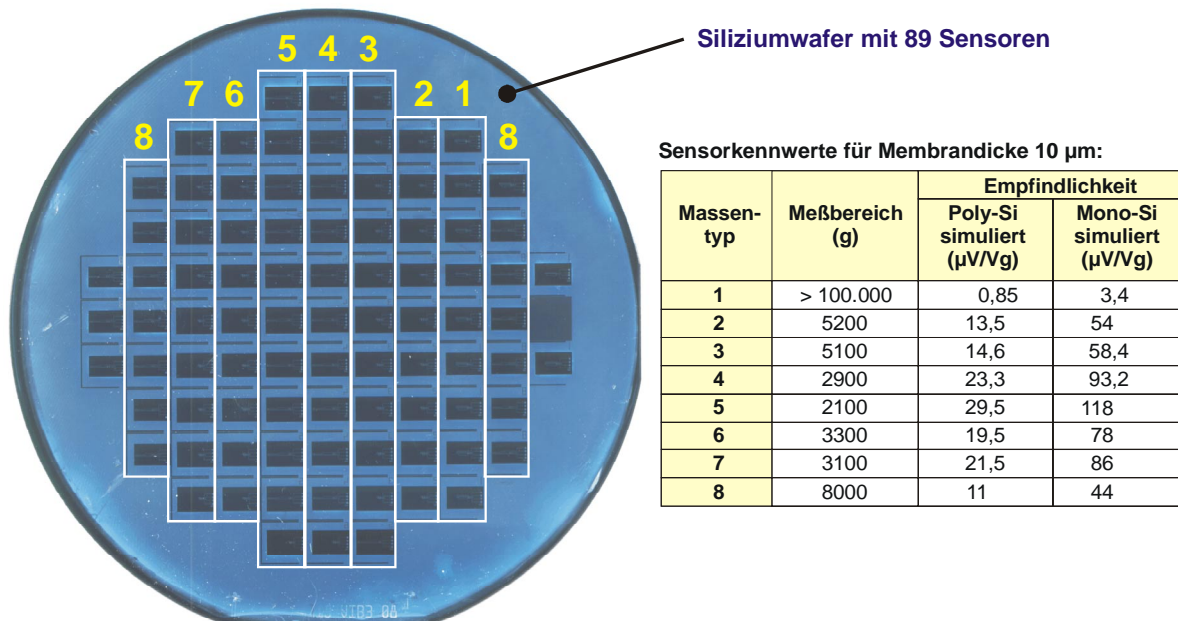 Siliziumwafer mit 89 Sensoren
5 4 3
7 6 2 1
8 8
Sensorkennwerte für Membrandicke 10 µm:
Massen-typ Meßbereich (g) Empfindlichkeit
Poly-Si simuliert (µV/Vg) Mono-Si simuliert (µV/Vg)
1 > 100.000 0,85 3,4
2 5200 13,5 54
3 5100 14,6 58,4
4 2900 23,3 93,2
5 2100 29,5 118
6 3300 19,5 78
7 3100 21,5 86
8 8000 11 44